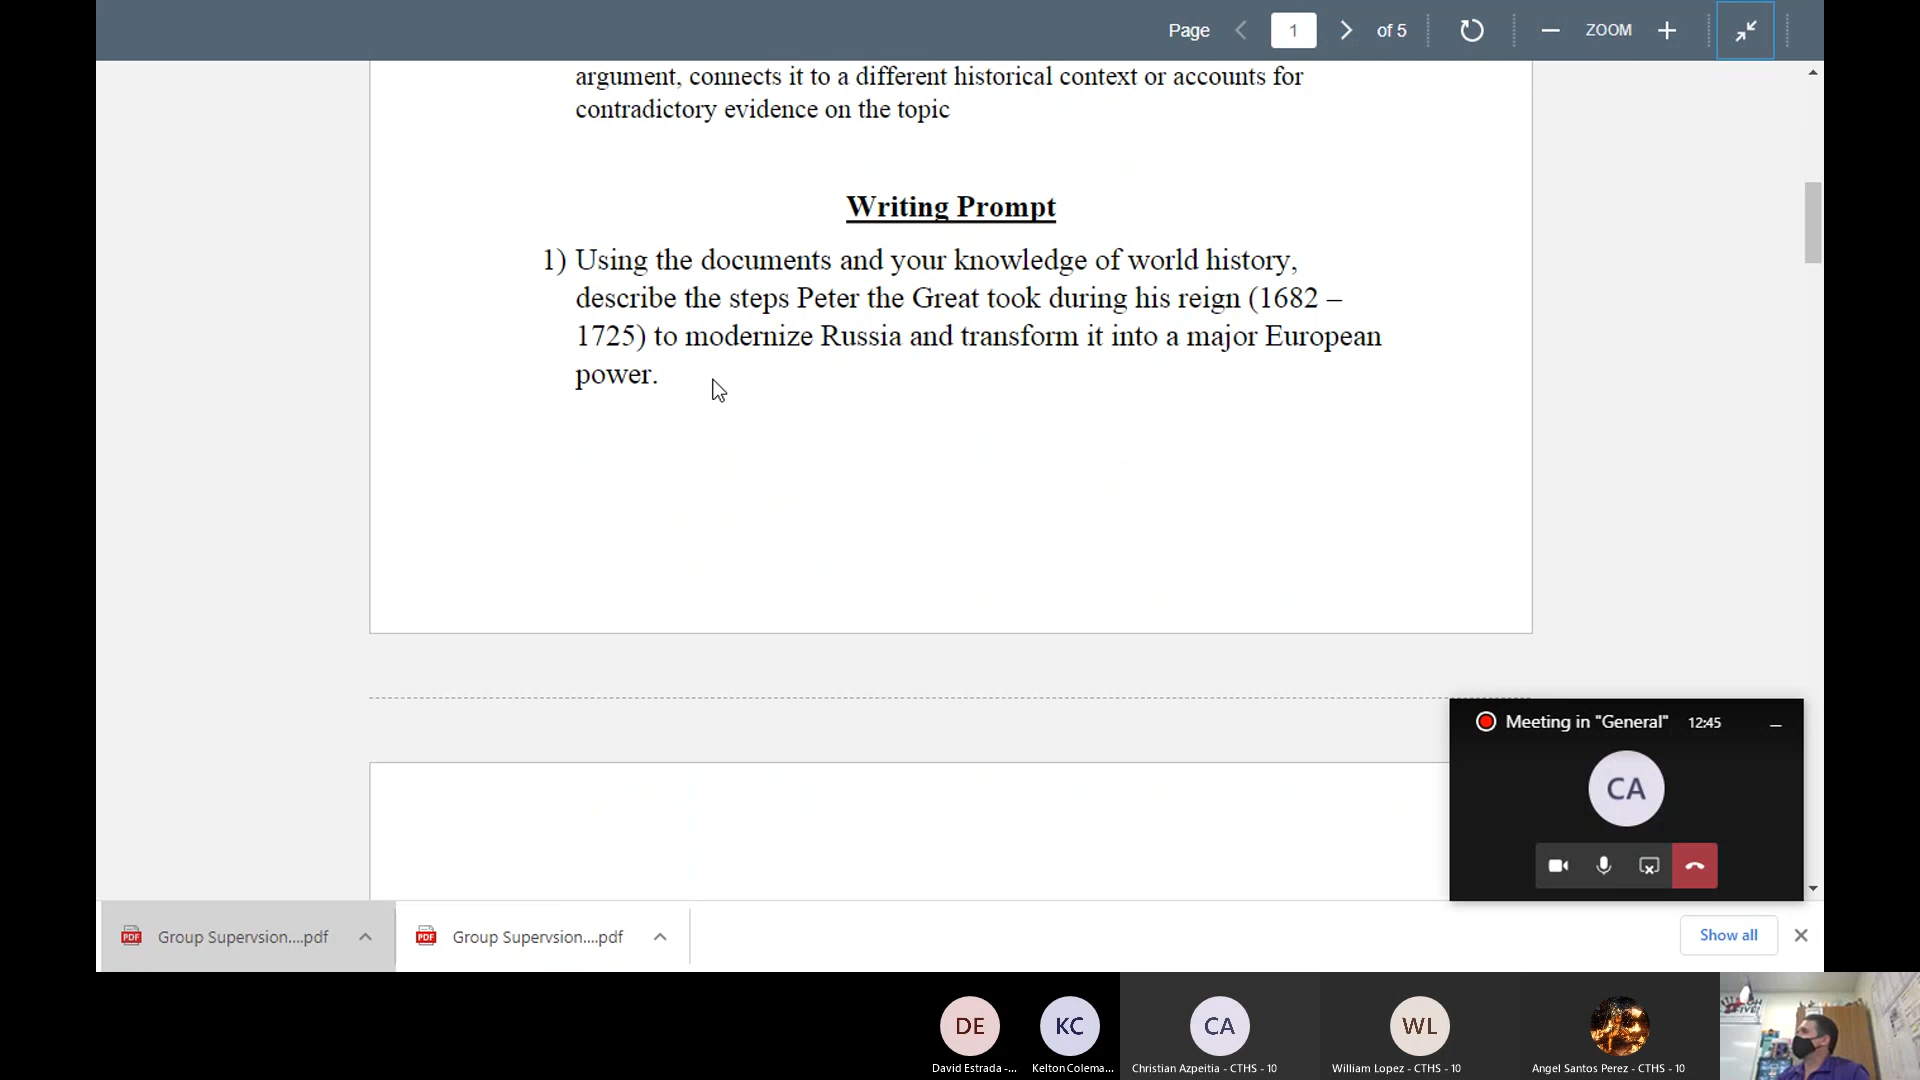 Page 1 of 5 ZOOM
argument, connects it to a different historical context or accounts for
contradictory evidence on the topic
Writing Prompt
1) Using the documents and your knowledge of world history,
describe the steps Peter the Great took during his reign (1682 –
1725) to modernize Russia and transform it into a major European
power.
Meeting in "General" 12:45
CA
Group Supervsion....pdf Group Supervsion....pdf Show all
DE KC CA WL
David Estrada -... Kelton Colema... Christian Azpeitia - CTHS - 10 William Lopez - CTHS - 10 Angel Santos Perez - CTHS - 10